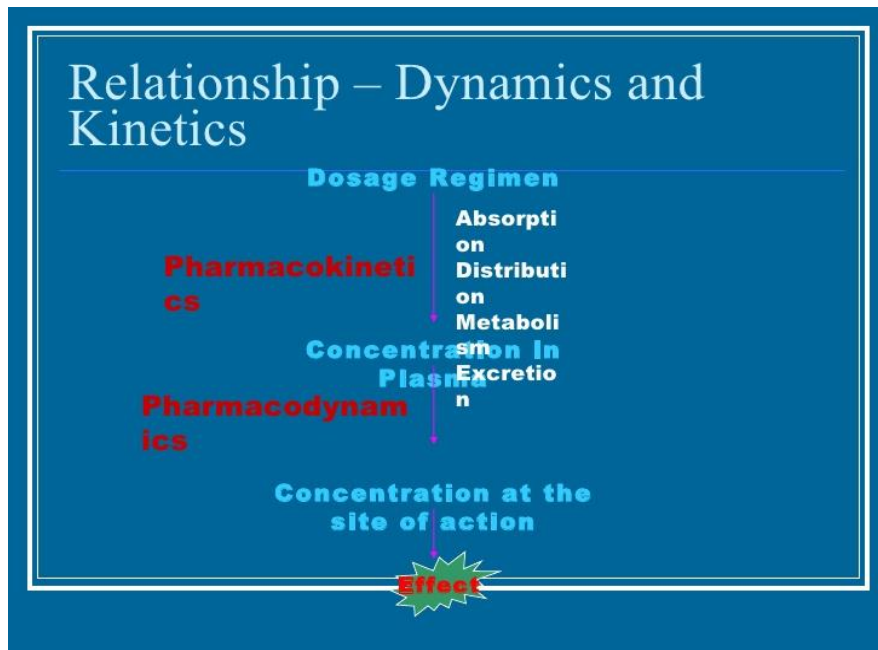 Relationship – Dynamics and
Kinetics
Dosage Regimen
Absorpti
on
Distributi
on
Metaboli
sm
Excretio
n
Pharmacokineti
cs
Concentration In
Plasma
Pharmacodynam
ics
Concentration at the
site of action
Effect